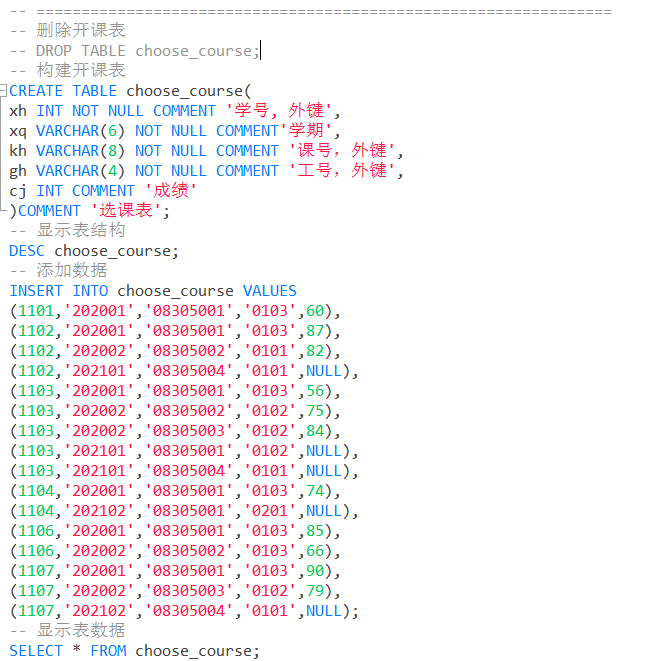 -- ================================================================
-- 删除开课表
-- DROP TABLE choose_course;
-- 构建开课表
CREATE TABLE choose_course(
xh INT NOT NULL COMMENT '学号, 外键',
xq VARCHAR(6) NOT NULL COMMENT'学期',
kh VARCHAR(8) NOT NULL COMMENT '课号，外键',
gh VARCHAR(4) NOT NULL COMMENT '工号，外键',
cj INT COMMENT '成绩'
)COMMENT '选课表';
-- 显示表结构
DESC choose_course;
-- 添加数据
INSERT INTO choose_course VALUES
(1101,'202001','08305001','0103',60),
(1102,'202001','08305001','0103',87),
(1102,'202002','08305002','0101',82),
(1102,'202101','08305004','0101',NULL),
(1103,'202001','08305001','0103',56),
(1103,'202002','08305002','0102',75),
(1103,'202002','08305003','0102',84),
(1103,'202101','08305001','0102',NULL),
(1103,'202101','08305004','0101',NULL),
(1104,'202001','08305001','0103',74),
(1104,'202102','08305001','0201',NULL),
(1106,'202001','08305001','0103',85),
(1106,'202002','08305002','0103',66),
(1107,'202001','08305001','0103',90),
(1107,'202002','08305003','0102',79),
(1107,'202102','08305004','0101',NULL);
-- 显示表数据
SELECT * FROM choose_course;